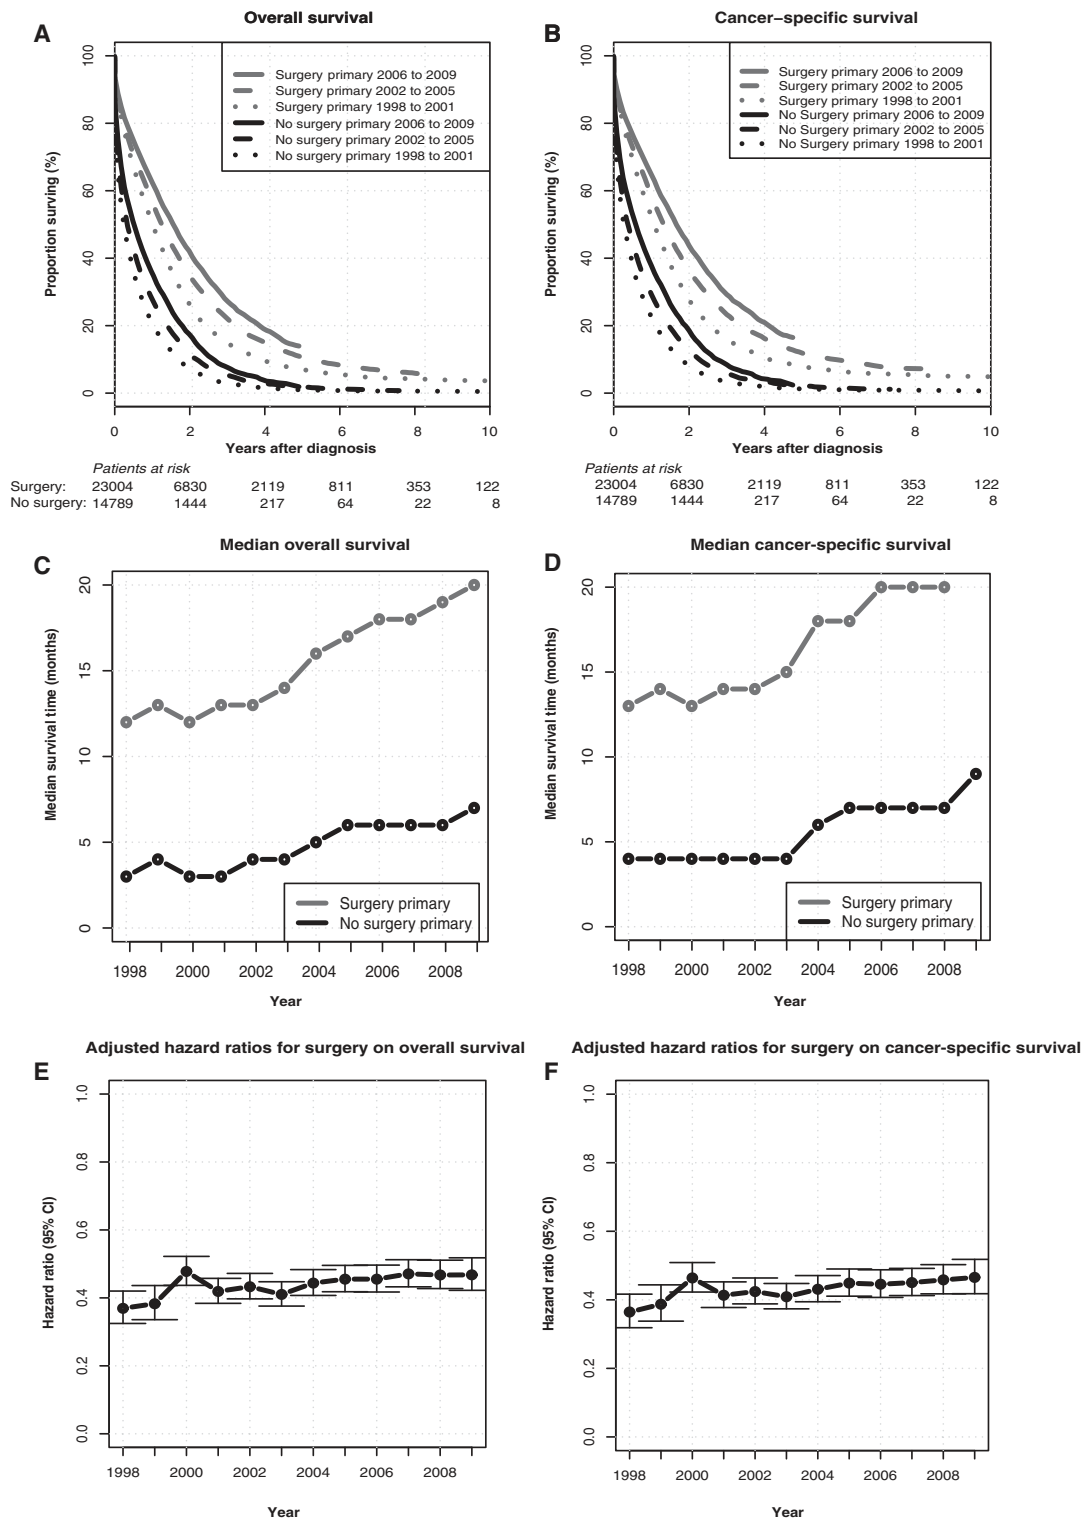 A
Overall survival
Proportion surving (%)
100
80
60
40
20
0
Surgery primary 2006 to 2009
Surgery primary 2002 to 2005
Surgery primary 1998 to 2001
No surgery primary 2006 to 2009
No surgery primary 2002 to 2005
No surgery primary 1998 to 2001
0 2 4 6 8 10
Years after diagnosis
Patients at risk
Surgery: 23004 6830 2119 811 353 122
No surgery: 14789 1444 217 64 22 8
B
Cancer–specific survival
Proportion surving (%)
100
80
60
40
20
0
Surgery primary 2006 to 2009
Surgery primary 2002 to 2005
Surgery primary 1998 to 2001
No Surgery primary 2006 to 2009
No Surgery primary 2002 to 2005
No Surgery primary 1998 to 2001
0 2 4 6 8 10
Years after diagnosis
Patients at risk
23004 6830 2119 811 353 122
14789 1444 217 64 22 8
C
Median overall survival
Median survival time (months)
20
15
10
5
0
Surgery primary
No surgery primary
1998 2000 2002 2004 2006 2008
Year
D
Median cancer-specific survival
Median survival time (months)
20
15
10
5
0
Surgery primary
No surgery primary
1998 2000 2002 2004 2006 2008
Year
E
Adjusted hazard ratios for surgery on overall survival
Hazard ratio (95% CI)
1.0
0.8
0.6
0.4
0.2
0.0
1998 2000 2002 2004 2006 2008
Year
F
Adjusted hazard ratios for surgery on cancer-specific survival
Hazard ratio (95% CI)
1.0
0.8
0.6
0.4
0.2
0.0
1998 2000 2002 2004 2006 2008
Year